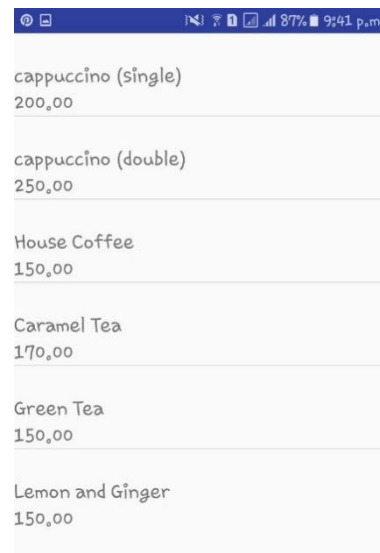 87% 9:41 p.m
cappuccino (single)
200.00
cappuccino (double)
250.00
House Coffee
150.00
Caramel Tea
170.00
Green Tea
150.00
Lemon and Ginger
150.00